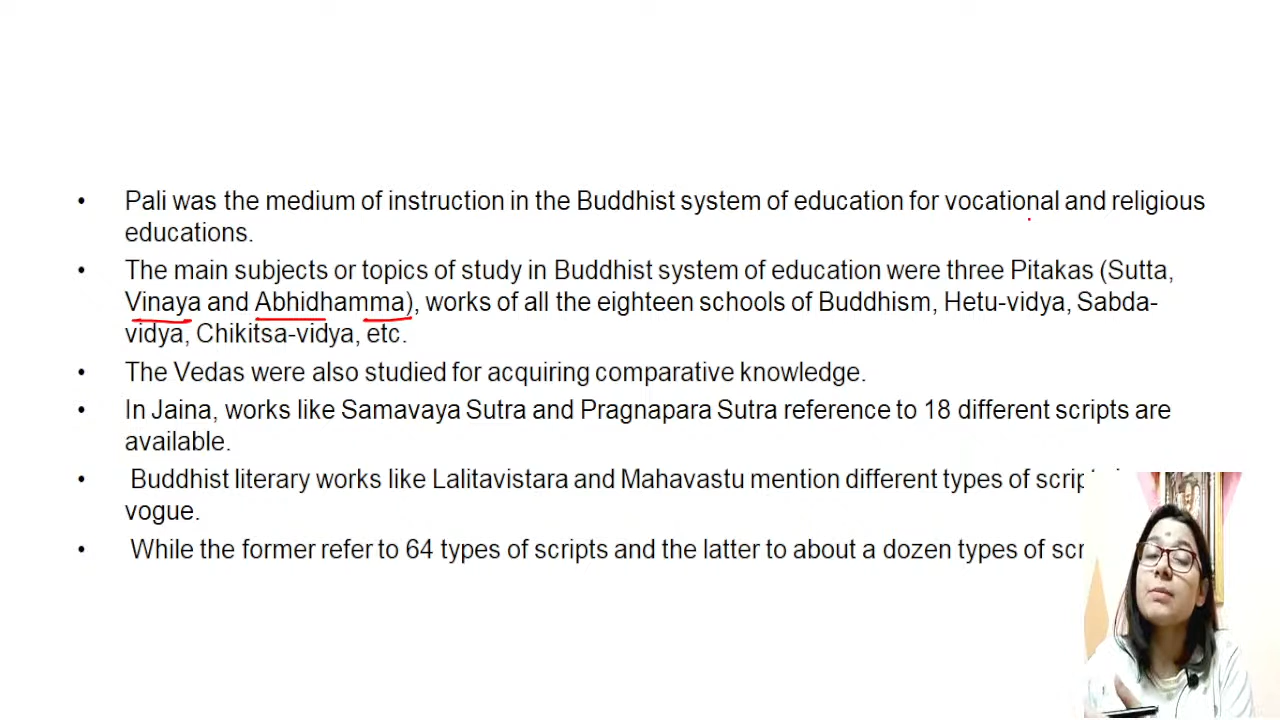 • Pali was the medium of instruction in the Buddhist system of education for vocational and religious
educations.
• The main subjects or topics of study in Buddhist system of education were three Pitakas (Sutta,
Vinaya and Abhidhamma), works of all the eighteen schools of Buddhism, Hetu-vidya, Sabda-
vidya, Chikitsa-vidya, etc.
• The Vedas were also studied for acquiring comparative knowledge.
• In Jaina, works like Samavaya Sutra and Pragnapara Sutra reference to 18 different scripts are
available.
• Buddhist literary works like Lalitavistara and Mahavastu mention different types of
vogue.
• While the former refer to 64 types of scripts and the latter to about a dozen types of